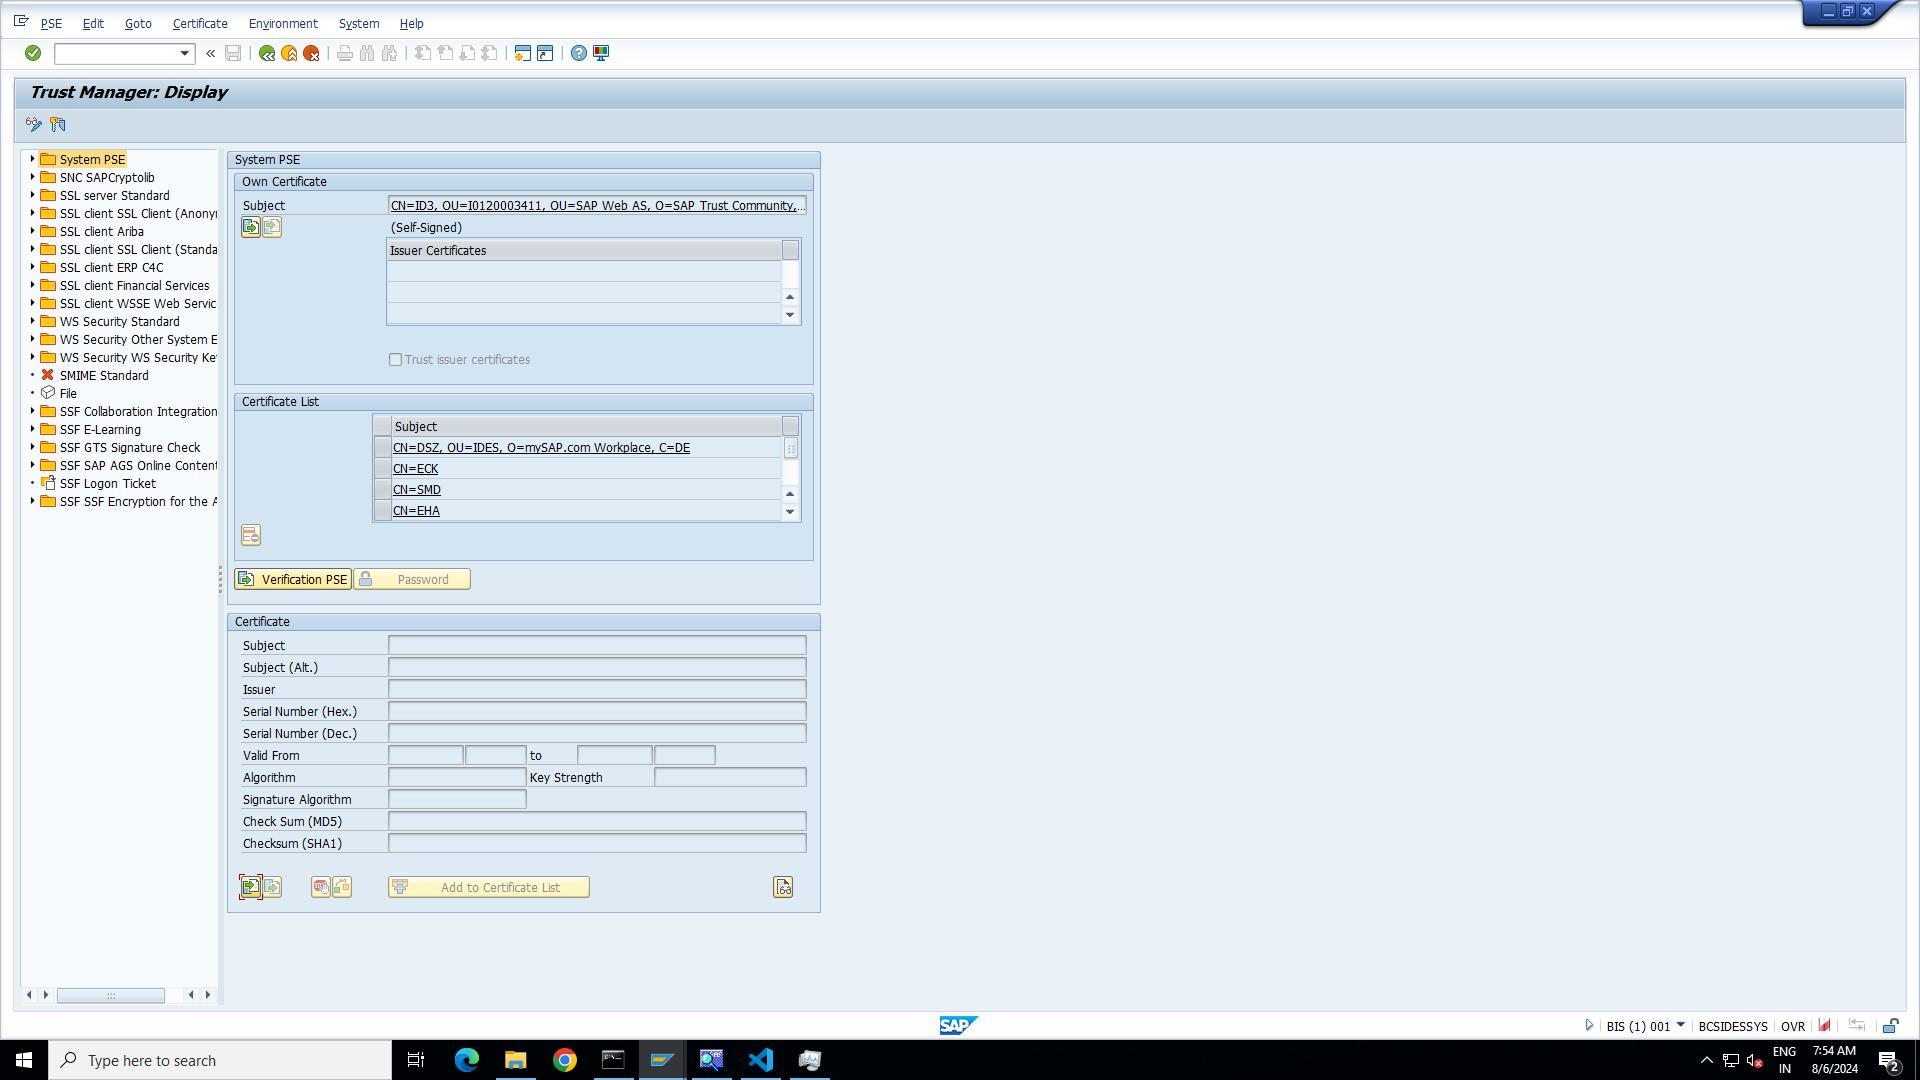 PSE Edit Goto Certificate Environment System Help
Trust Manager: Display
System PSE
SNC SAPCryptolib
SSL server Standard
SSL client SSL Client (Anony
SSL client Ariba
SSL client SSL Client (Standa
SSL client ERP C4C
SSL client Financial Services
SSL client WSSE Web Servic
WS Security Standard
WS Security Other System E
WS Security WS Security Ke
SMIME Standard
File
SSF Collaboration Integration
SSF E-Learning
SSF GTS Signature Check
SSF SAP AGS Online Content
SSF Logon Ticket
SSF SSF Encryption for the A
System PSE
Own Certificate
Subject CN=ID3, OU=I0120003411, OU=SAP Web AS, O=SAP Trust Community,...
(Self-Signed)
Issuer Certificates
Trust issuer certificates
Certificate List
Subject
CN=DSZ, OU=IDES, O=mySAP.com Workplace, C=DE
CN=ECK
CN=SMD
CN=EHA
Verification PSE Password
Certificate
Subject
Subject (Alt.)
Issuer
Serial Number (Hex.)
Serial Number (Dec.)
Valid From to
Algorithm Key Strength
Signature Algorithm
Check Sum (MD5)
Checksum (SHA1)
Add to Certificate List
SAP
BIS (1) 001 BCSIDESSYS OVR
Type here to search
ENG 7:54 AM
IN 8/6/2024 2